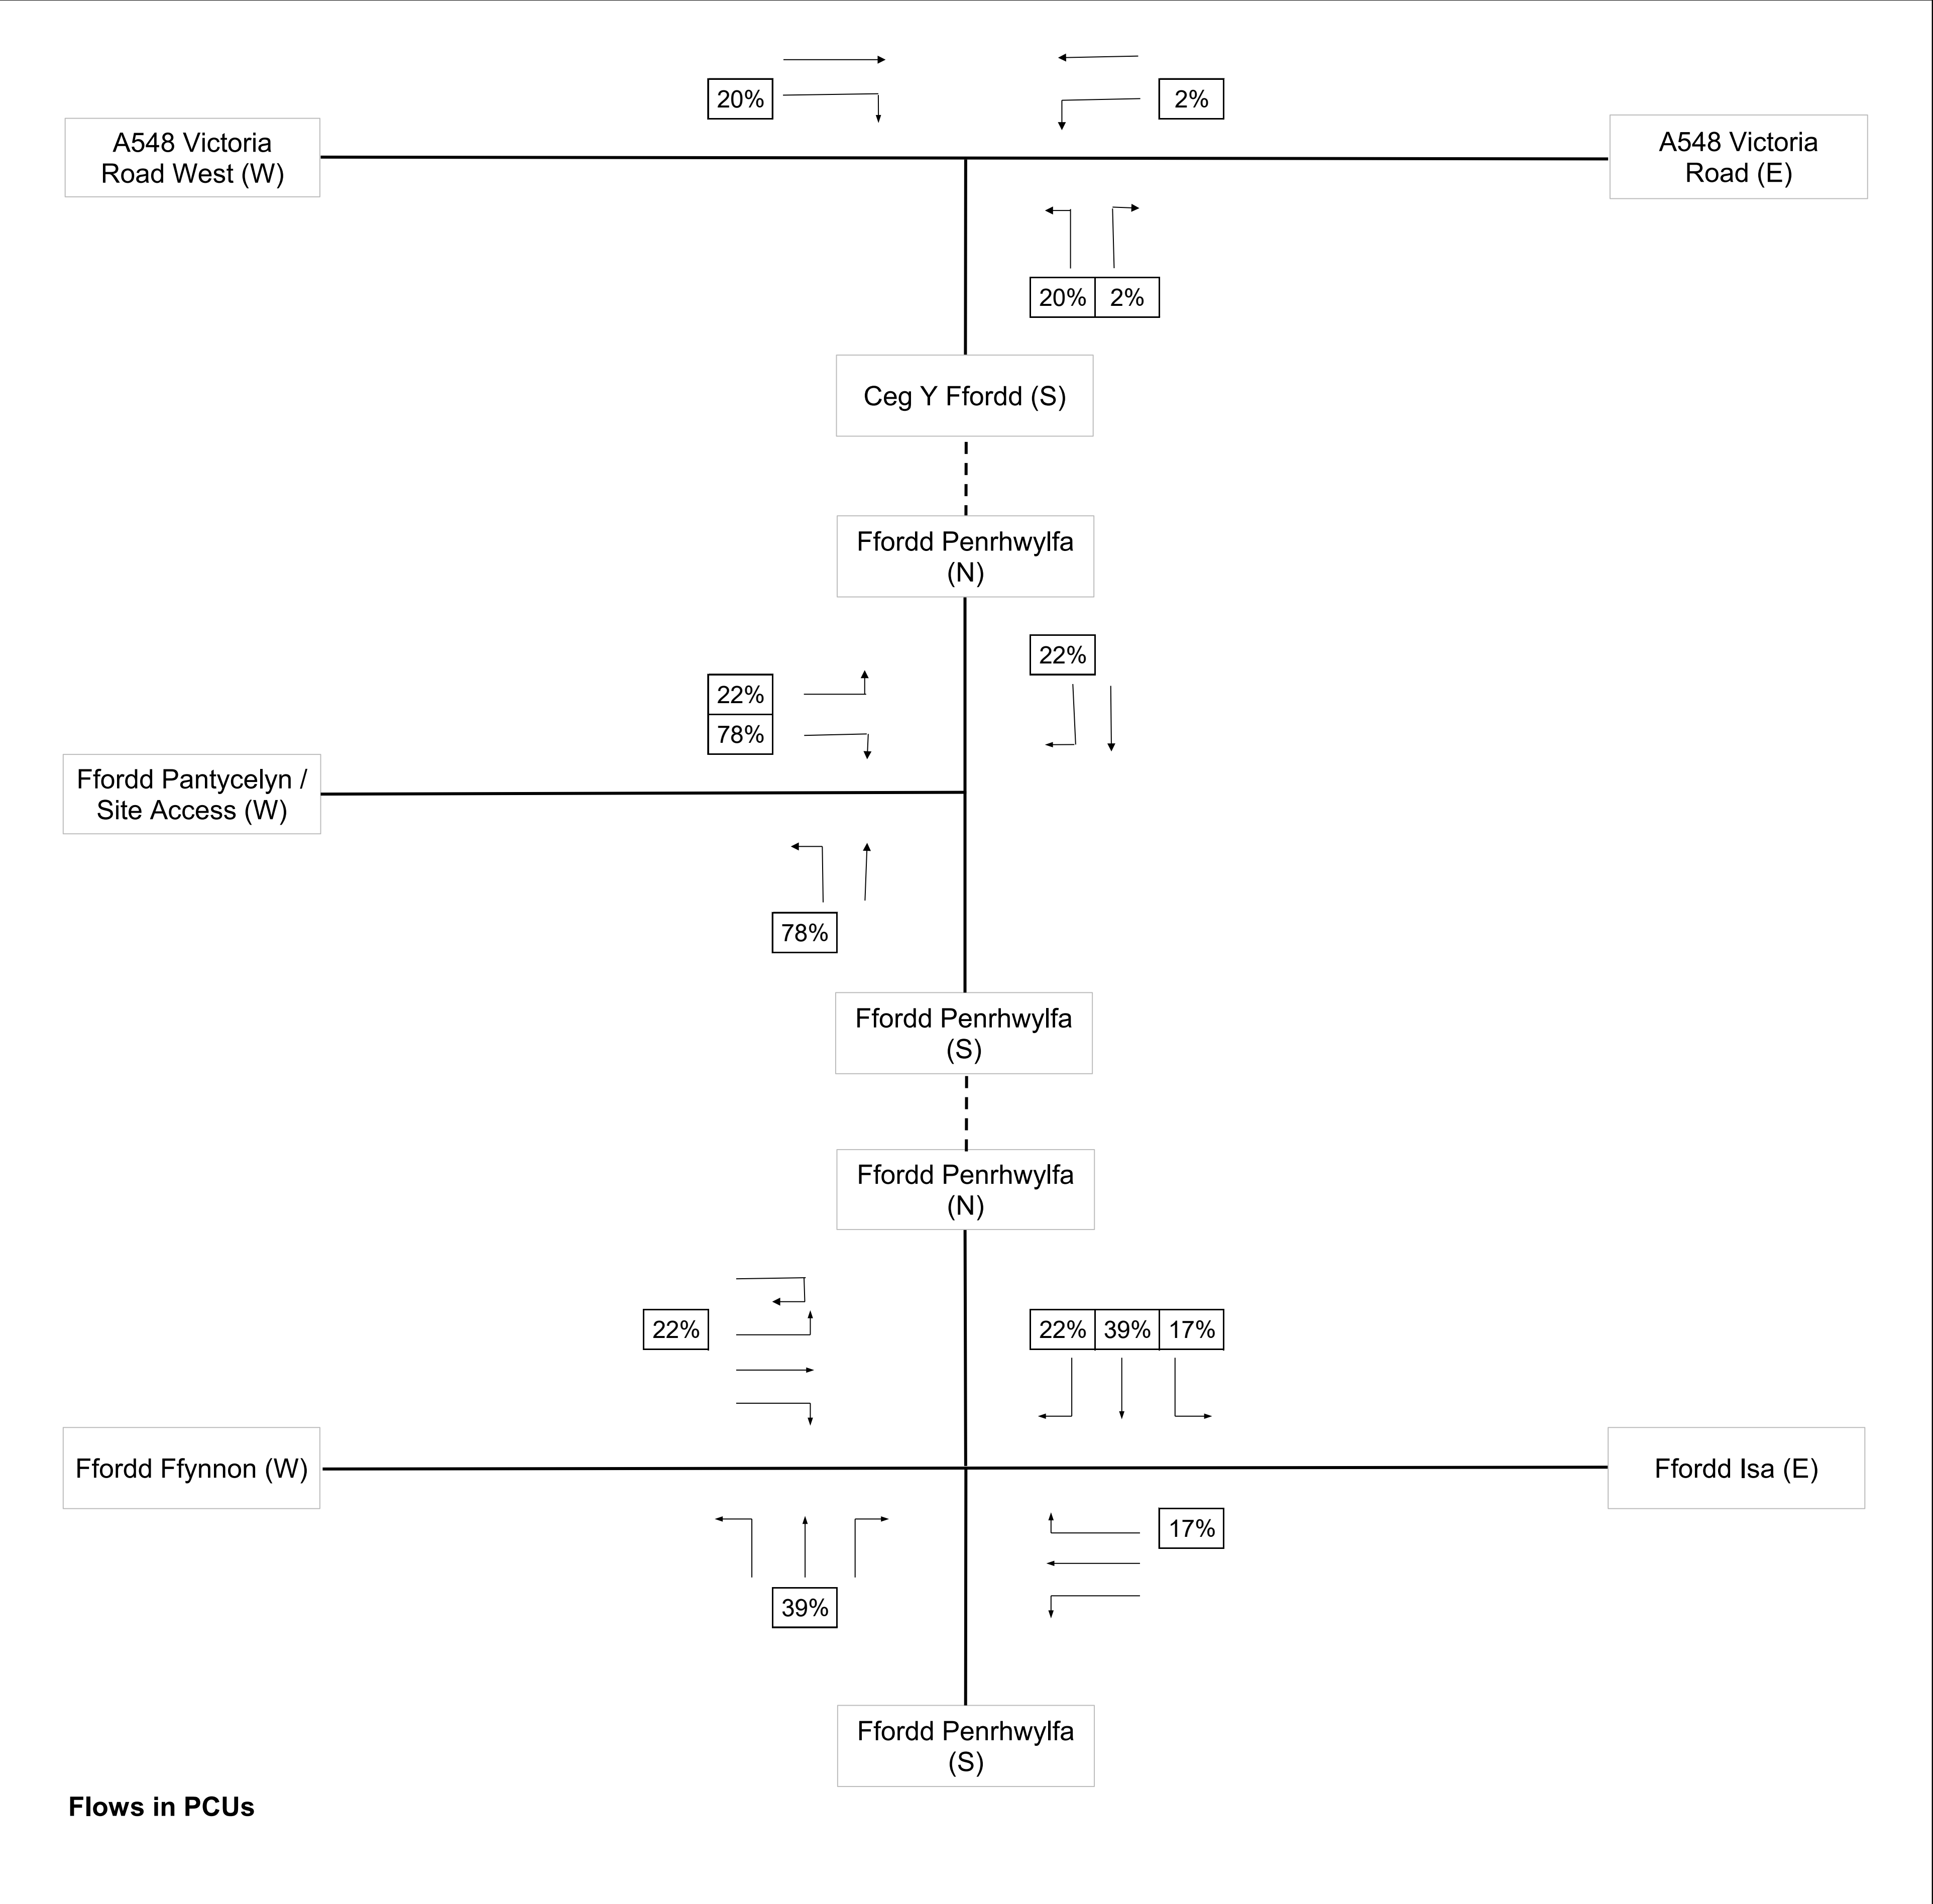 20%
2%
A548 Victoria
Road West (W)
A548 Victoria
Road (E)
20% 2%
Ceg Y Ffordd (S)
Ffordd Penrhwylfa
(N)
22%
22%
78%
Ffordd Pantycelyn /
Site Access (W)
78%
Ffordd Penrhwylfa
(S)
Ffordd Penrhwylfa
(N)
22%
22% 39% 17%
Ffordd Ffynnon (W)
Ffordd Isa (E)
17%
39%
Ffordd Penrhwylfa
(S)
Flows in PCUs